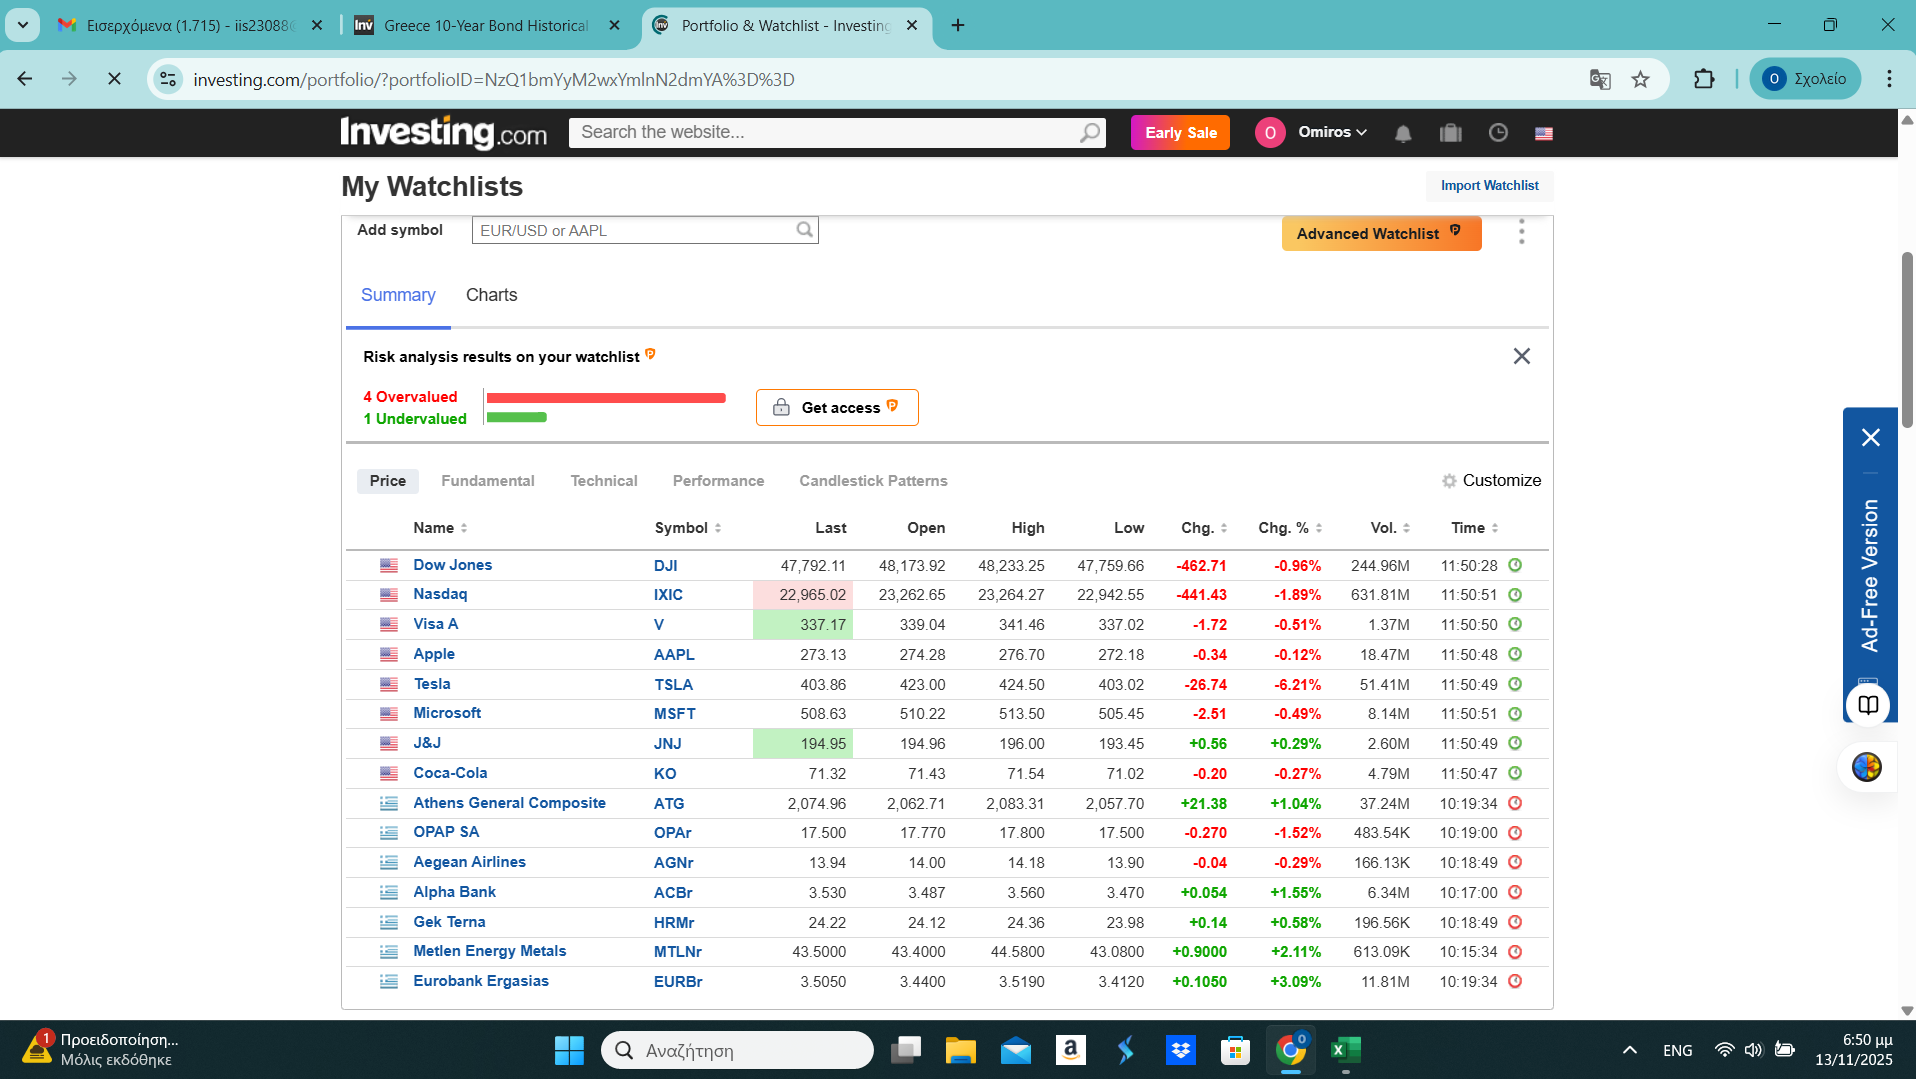 Εισερχόμενα (1.715) - iis23088
Greece 10-Year Bond Historical
Portfolio & Watchlist - Investing
investing.com/portfolio/?portfolioID=NzQ1bmYyM2wxYmlnN2dmYA%3D%3D
O Σχολείο
Investing.com
Search the website...
Early Sale
O Omiros
My Watchlists
Import Watchlist
Add symbol
EUR/USD or AAPL
Advanced Watchlist
Summary Charts
Risk analysis results on your watchlist
4 Overvalued
1 Undervalued
Get access
Price Fundamental Technical Performance Candlestick Patterns Customize
Name Symbol Last Open High Low Chg. Chg. % Vol. Time
Dow Jones DJI 47,792.11 48,173.92 48,233.25 47,759.66 -462.71 -0.96% 244.96M 11:50:28
Nasdaq IXIC 22,965.02 23,262.65 23,264.27 22,942.55 -441.43 -1.89% 631.81M 11:50:51
Visa A V 337.17 339.04 341.46 337.02 -1.72 -0.51% 1.37M 11:50:50
Apple AAPL 273.13 274.28 276.70 272.18 -0.34 -0.12% 18.47M 11:50:48
Tesla TSLA 403.86 423.00 424.50 403.02 -26.74 -6.21% 51.41M 11:50:49
Microsoft MSFT 508.63 510.22 513.50 505.45 -2.51 -0.49% 8.14M 11:50:51
J&J JNJ 194.95 194.96 196.00 193.45 +0.56 +0.29% 2.60M 11:50:49
Coca-Cola KO 71.32 71.43 71.54 71.02 -0.20 -0.27% 4.79M 11:50:47
Athens General Composite ATG 2,074.96 2,062.71 2,083.31 2,057.70 +21.38 +1.04% 37.24M 10:19:34
OPAP SA OPAr 17.500 17.770 17.800 17.500 -0.270 -1.52% 483.54K 10:19:00
Aegean Airlines AGNr 13.94 14.00 14.18 13.90 -0.04 -0.29% 166.13K 10:18:49
Alpha Bank ACBr 3.530 3.487 3.560 3.470 +0.054 +1.55% 6.34M 10:17:00
Gek Terna HRMr 24.22 24.12 24.36 23.98 +0.14 +0.58% 196.56K 10:18:49
Metlen Energy Metals MTLNr 43.5000 43.4000 44.5800 43.0800 +0.9000 +2.11% 613.09K 10:15:34
Eurobank Ergasias EURBr 3.5050 3.4400 3.5190 3.4120 +0.1050 +3.09% 11.81M 10:19:34
Ad-Free Version
1
Προειδοποίηση...
Μόλις εκδόθηκε
Αναζήτηση
ENG
6:50 μμ
13/11/2025